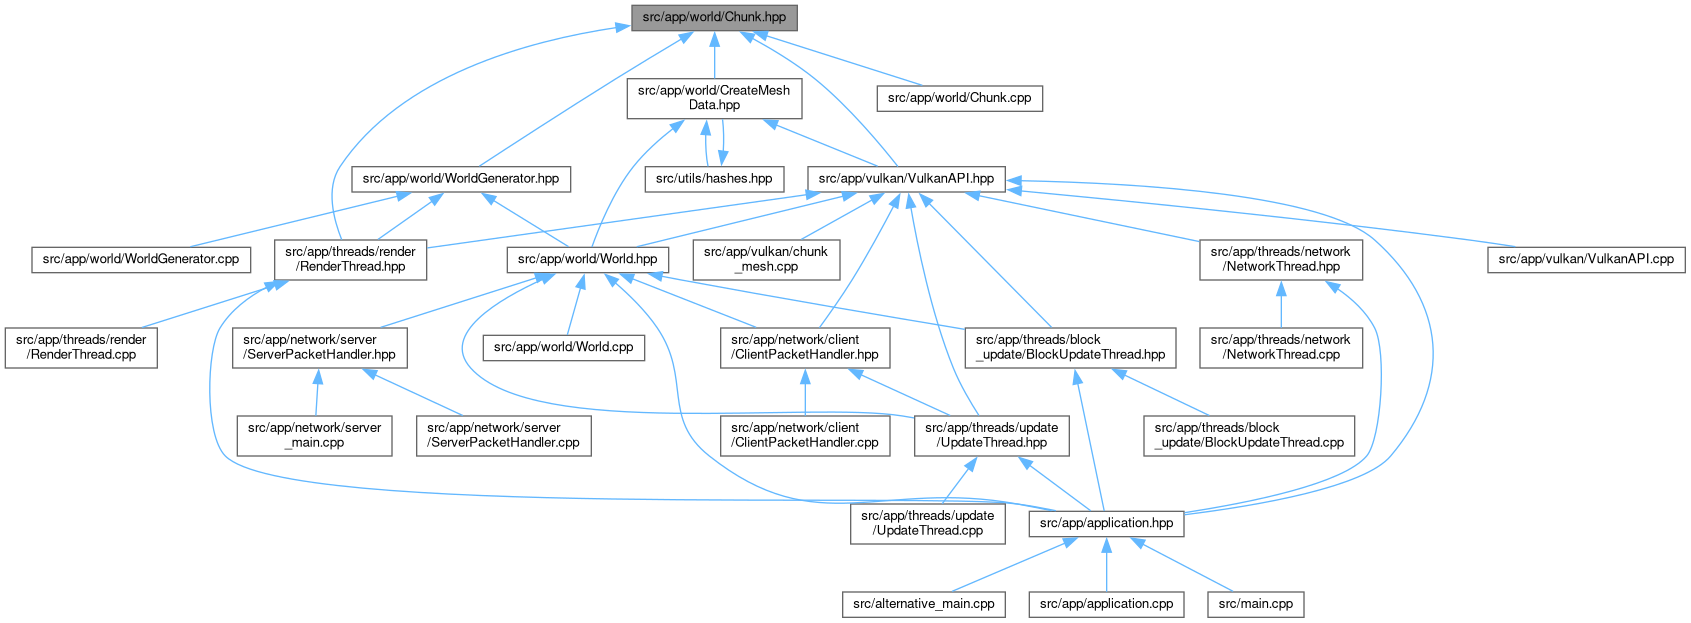 src/app/world/Chunk.hpp
src/app/world/CreateMesh
Data.hpp
src/app/world/Chunk.cpp
src/app/world/WorldGenerator.hpp
src/utils/hashes.hpp
src/app/vulkan/VulkanAPI.hpp
src/app/world/WorldGenerator.cpp
src/app/threads/render
/RenderThread.hpp
src/app/world/World.hpp
src/app/vulkan/chunk
_mesh.cpp
src/app/threads/network
/NetworkThread.hpp
src/app/vulkan/VulkanAPI.cpp
src/app/threads/render
/RenderThread.cpp
src/app/network/server
/ServerPacketHandler.hpp
src/app/world/World.cpp
src/app/network/client
/ClientPacketHandler.hpp
src/app/threads/block
_update/BlockUpdateThread.hpp
src/app/threads/network
/NetworkThread.cpp
src/app/network/server
_main.cpp
src/app/network/server
/ServerPacketHandler.cpp
src/app/network/client
/ClientPacketHandler.cpp
src/app/threads/update
/UpdateThread.hpp
src/app/threads/block
_update/BlockUpdateThread.cpp
src/app/threads/update
/UpdateThread.cpp
src/app/application.hpp
src/alternative_main.cpp
src/app/application.cpp
src/main.cpp